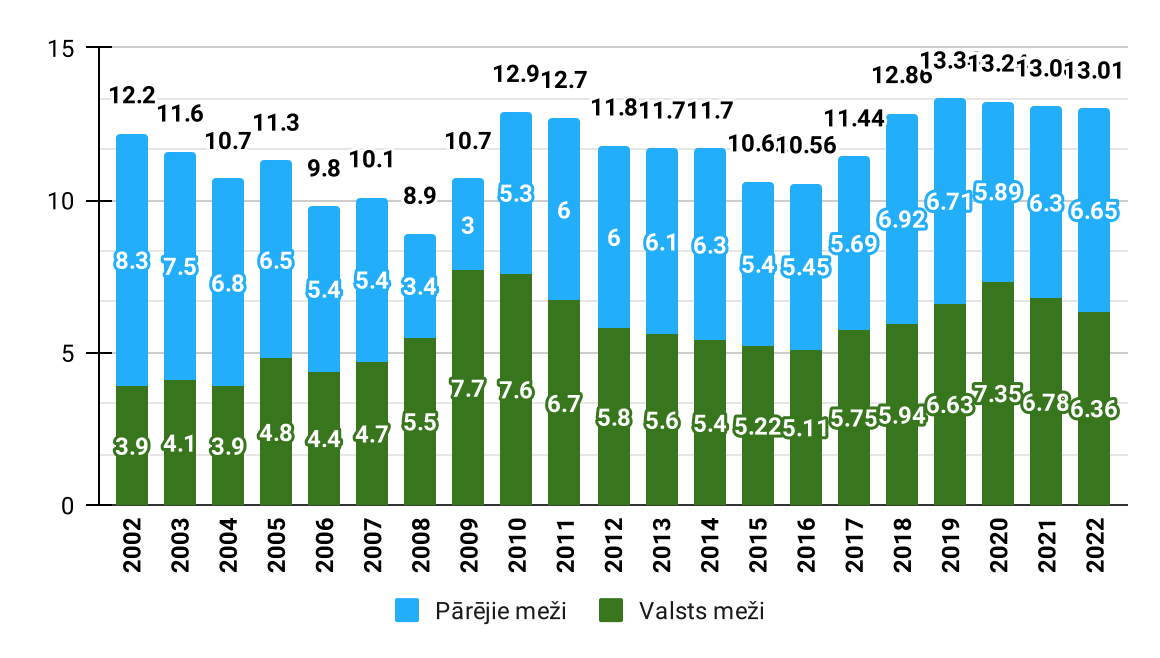 15
10
5
0
12.2 11.6 10.7 11.3 9.8 10.1 8.9 10.7 12.9 12.7 11.8 11.7 11.7 10.6 10.56 11.44 12.86 13.3 13.2 13.0 13.01
8.3 7.5 6.8 6.5 5.4 5.4 3.4 3 5.3 6 6 6.1 6.3 5.4 5.45 5.69 6.92 6.71 5.89 6.3 6.65
3.9 4.1 3.9 4.8 4.4 4.7 5.5 7.7 7.6 6.7 5.8 5.6 5.4 5.22 5.11 5.75 5.94 6.63 7.35 6.78 6.36
2002 2003 2004 2005 2006 2007 2008 2009 2010 2011 2012 2013 2014 2015 2016 2017 2018 2019 2020 2021 2022
Pārējie meži Valsts meži